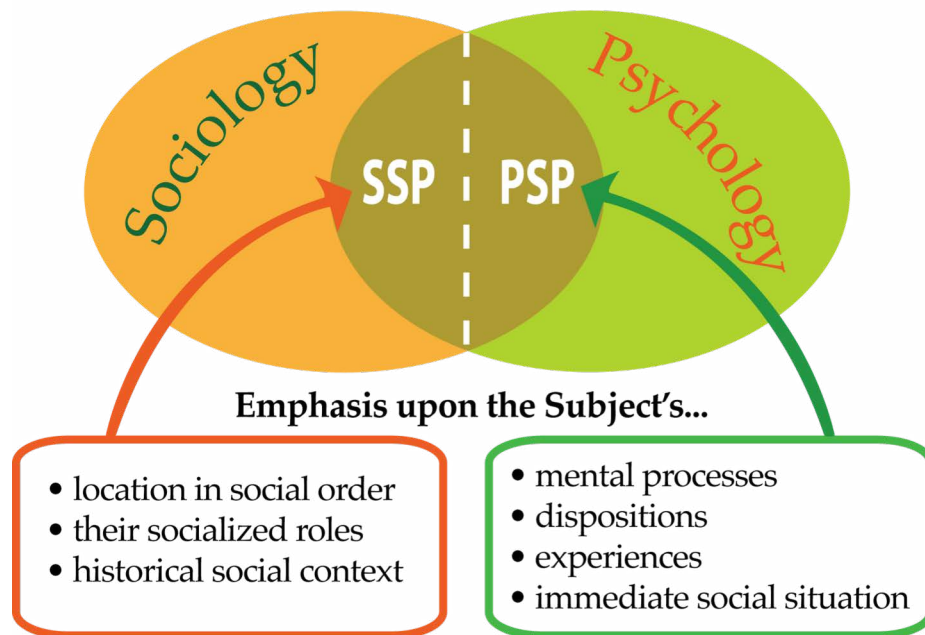 Sociology
Psychology
SSP
PSP
Emphasis upon the Subject's...
• location in social order
• their socialized roles
• historical social context
• mental processes
• dispositions
• experiences
• immediate social situation